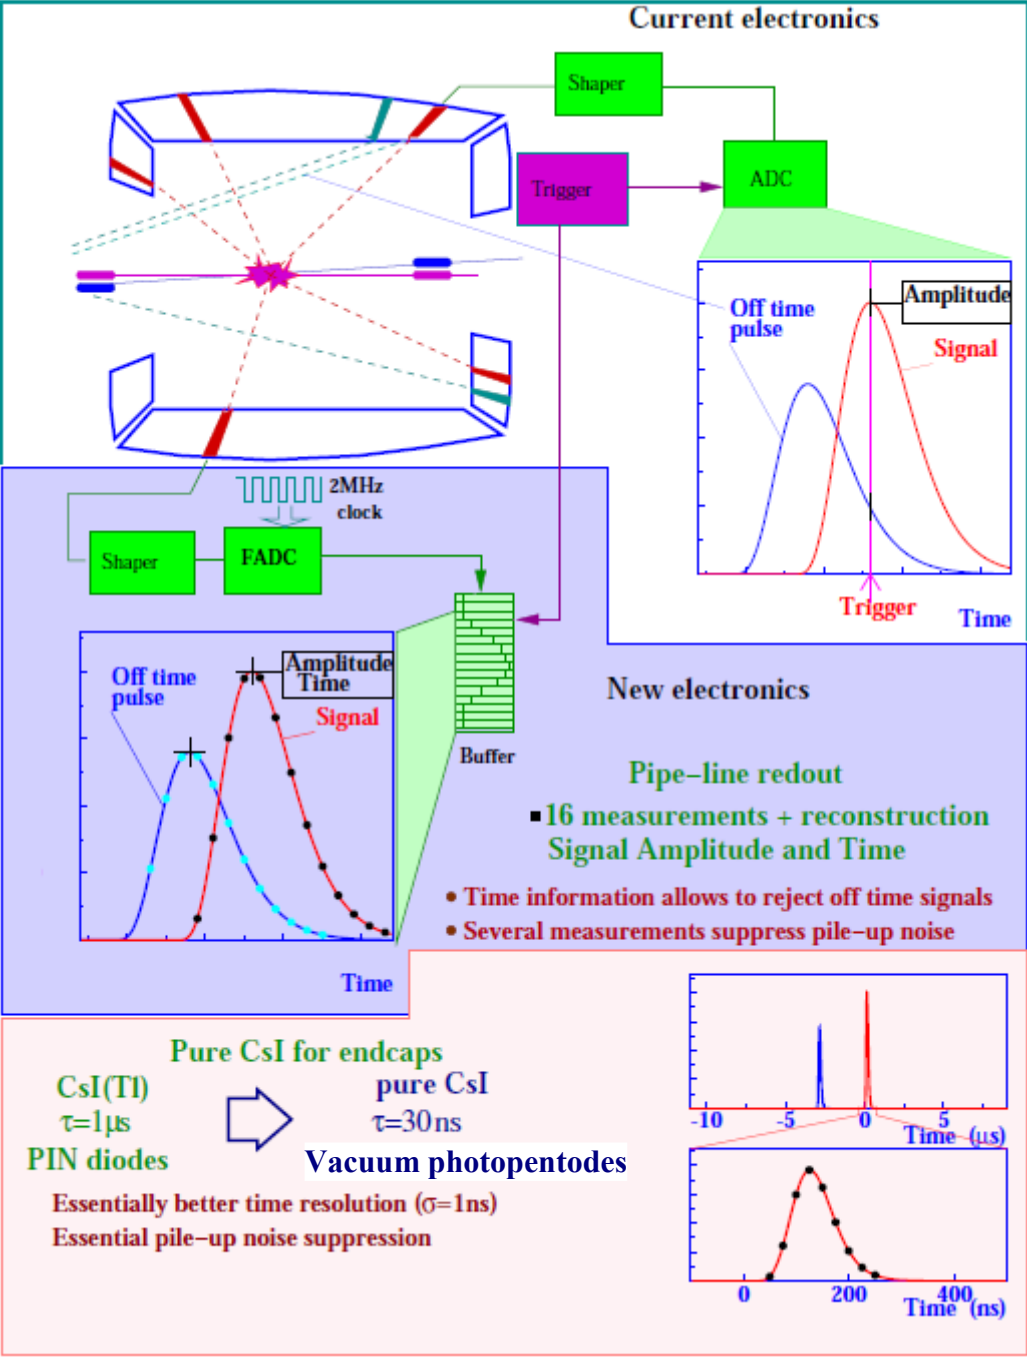 Current electronics
Shaper
Trigger
ADC
Amplitude
Off time
pulse
Signal
Trigger
Time
2MHz
clock
Shaper
FADC
Off time
pulse
Amplitude
Time
Signal
Buffer
Time
New electronics
Pipe-line redout
16 measurements + reconstruction
Signal Amplitude and Time
• Time information allows to reject off time signals
• Several measurements suppress pile-up noise
Pure CsI for endcaps
CsI(Tl)
τ=1μs
PIN diodes
pure CsI
τ=30ns
Vacuum photopentodes
Essentially better time resolution (σ=1ns)
Essential pile-up noise suppression
-10 -5 0 5
Time (μs)
0 200 400
Time (ns)